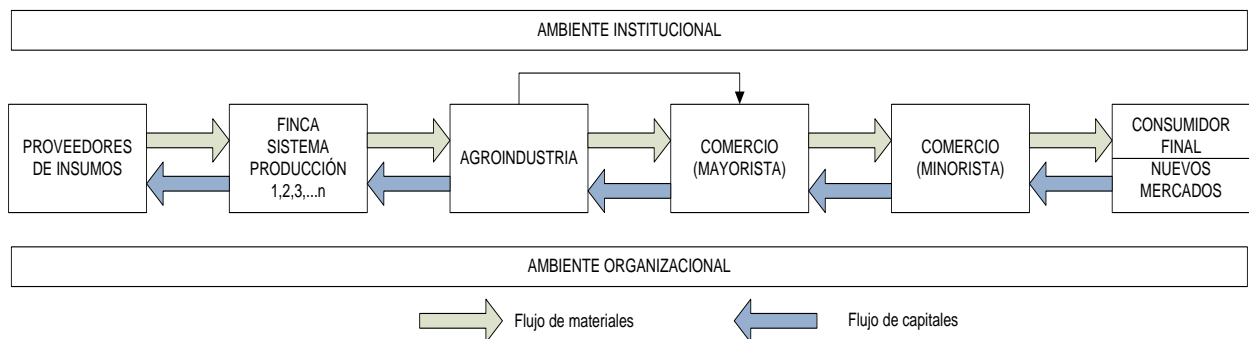 AMBIENTE INSTITUCIONAL
PROVEEDORES
DE INSUMOS
FINCA
SISTEMA
PRODUCCIÓN
1,2,3,...n
AGROINDUSTRIA
COMERCIO
(MAYORISTA)
COMERCIO
(MINORISTA)
CONSUMIDOR
FINAL
NUEVOS
MERCADOS
AMBIENTE ORGANIZACIONAL
Flujo de materiales
Flujo de capitales